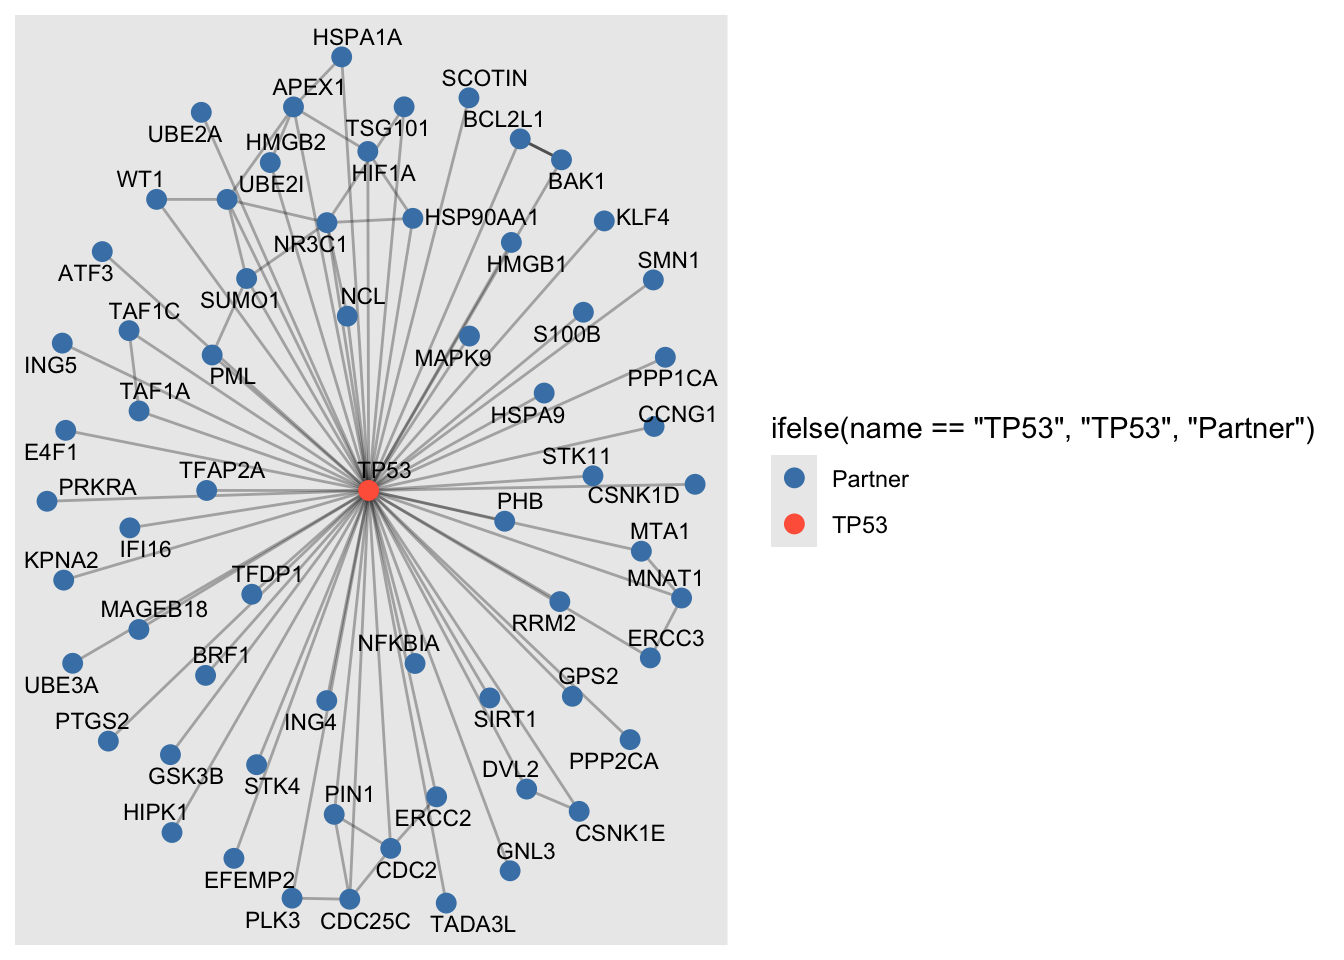 HSPA1A
SCOTIN
APEX1
BCL2L1
TSG101
UBE2A
HMGB2
HIF1A
WT1
UBE2I
BAK1
HSP90AA1
KLF4
NR3C1
HMGB1
SMN1
ATF3
SUMO1
NCL
TAF1C
S100B
ING5
MAPK9
PML
PPP1CA
TAF1A
HSPA9
CCNG1
E4F1
STK11
TFAP2A
TP53
PRKRA
CSNK1D
PHB
MTA1
IFI16
KPNA2
TFDP1
MNAT1
MAGEB18
RRM2
ERCC3
NFKBIA
BRF1
GPS2
UBE3A
PTGS2
ING4
SIRT1
PPP2CA
DVL2
GSK3B
STK4
PIN1
HIPK1
ERCC2
CSNK1E
GNL3
CDC2
EFEMP2
PLK3
CDC25C
TADA3L
ifelse(name == "TP53", "TP53", "Partner")
Partner
TP53